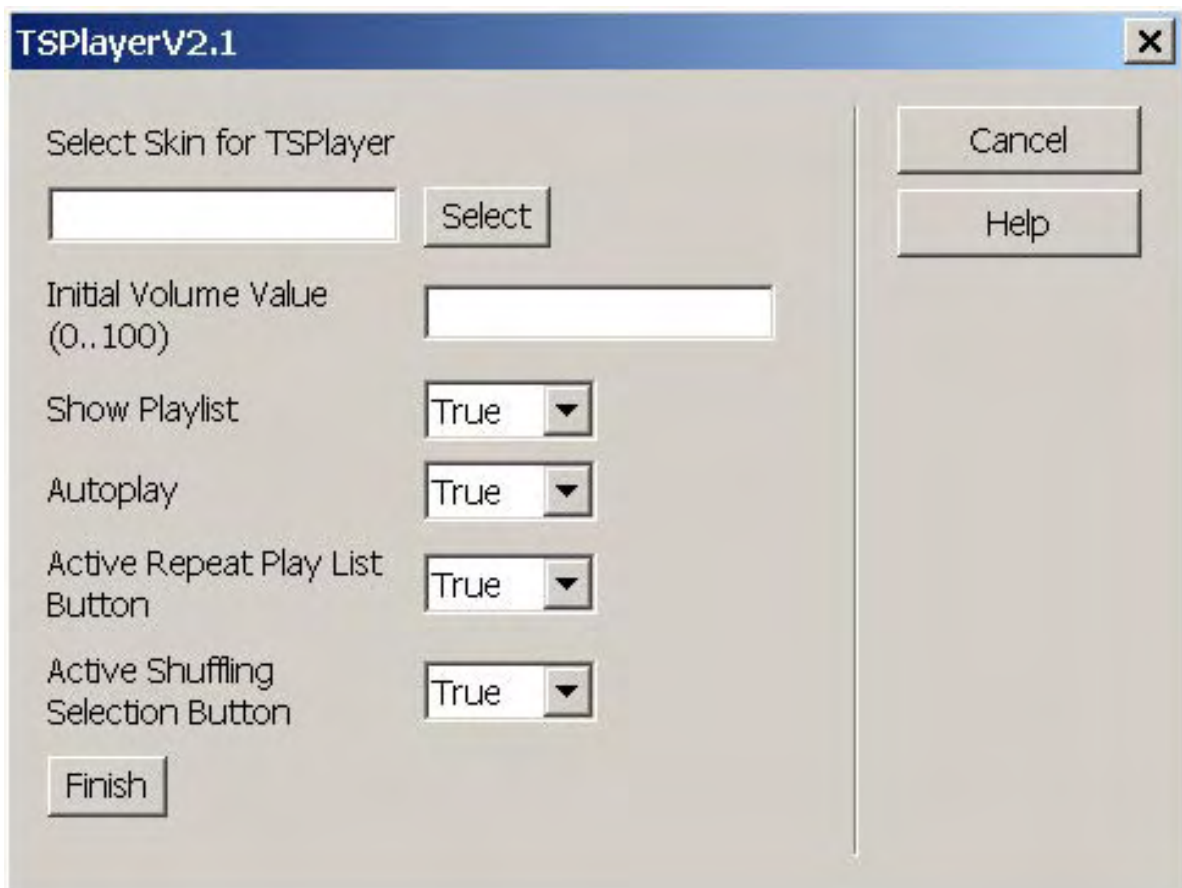 TSPlayerV2.1
Select Skin for TSPlayer
Select
Initial Volume Value
(0..100)
Show Playlist
True
Autoplay
True
Active Repeat Play List
Button
True
Active Shuffling
Selection Button
True
Finish
Cancel
Help